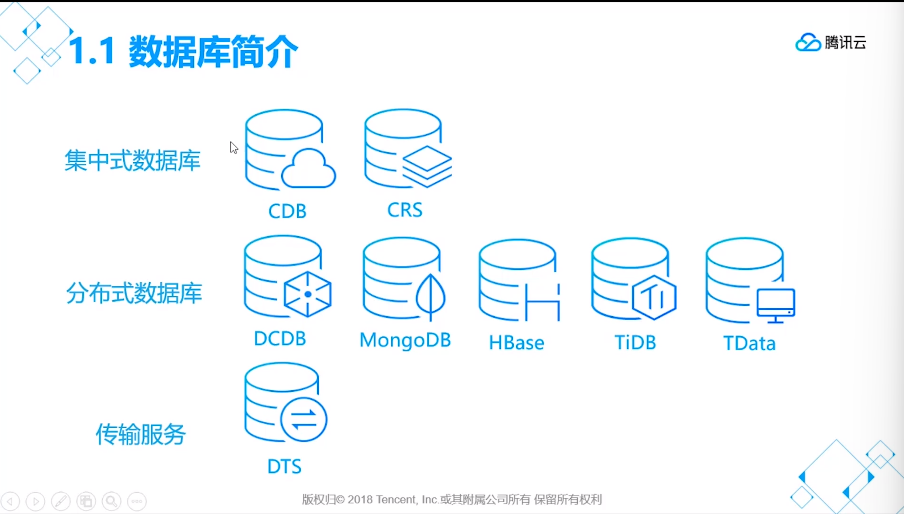 1.1 数据库简介
腾讯云
集中式数据库
CDB
CRS
分布式数据库
DCDB
MongoDB
HBase
TiDB
TData
传输服务
DTS
版权归© 2018 Tencent, Inc.或其附属公司所有 保留所有权利